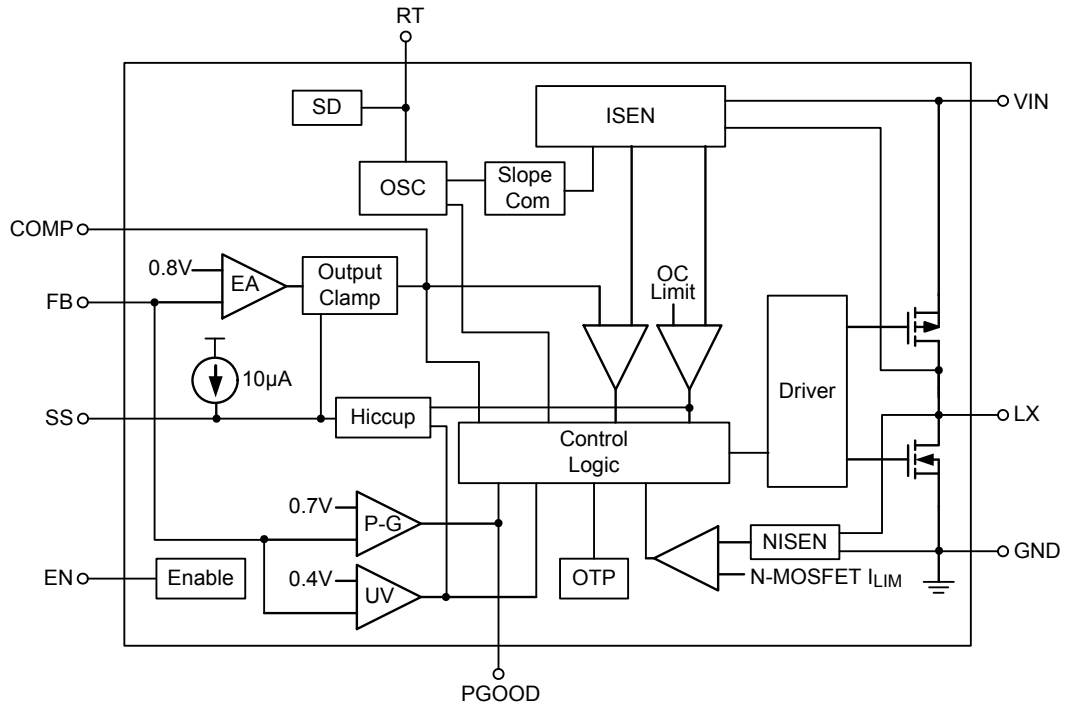 RT
SD
ISEN
VIN
OSC
Slope
Com
COMP
0.8V
EA
Output
Clamp
OC
Limit
FB
10µA
Driver
SS
Hiccup
LX
Control
Logic
0.7V
P-G
NISEN
GND
EN
Enable
0.4V
UV
OTP
N-MOSFET ILIM
PGOOD